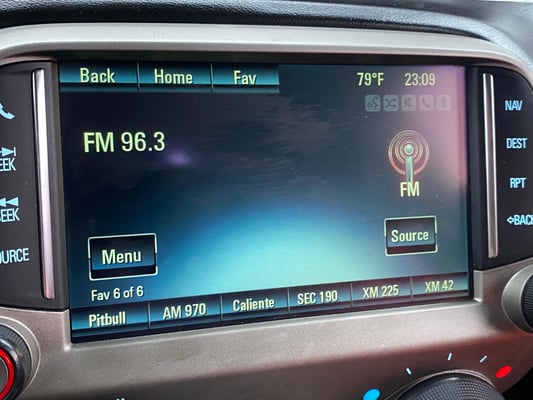 Back Home Fav 79°F 23:09
FM 96.3
FM
Menu
Source
Fav 6 of 6
Pitbull AM 970 Caliente SEC 190 XM 225 XM 42
SEEK
SEEK
SOURCE
NAV
DEST
RPT
BACK